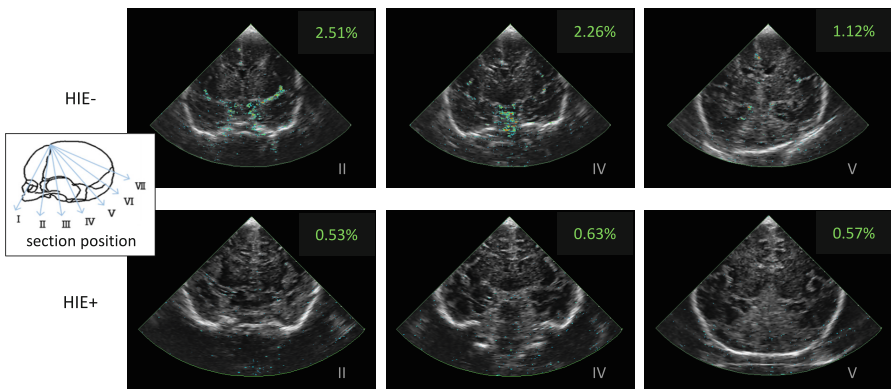 HIE-
2.51%
II
2.26%
IV
1.12%
V
I
II
III
IV
V
VI
VII
section position
HIE+
0.53%
II
0.63%
IV
0.57%
V